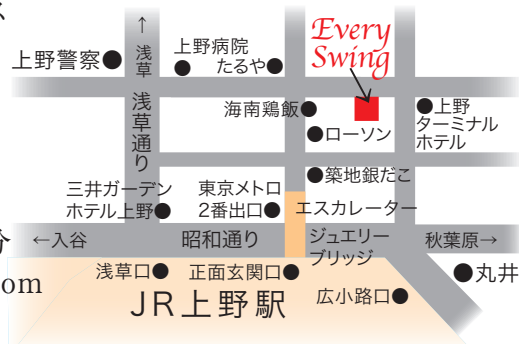 ス
Every
Swing
↑
浅草
上野警察●
上野病院
●
たるや●
浅草通り
海南鶏飯●
●ローソン
●上野
ターミナル
ホテル
●築地銀だこ
三井ガーデン
ホテル上野●
東京メトロ
2番出口●
エスカレーター
分
←入谷
昭和通り
ジュエリー
ブリッジ
秋葉原→
om
浅草口●
正面玄関口●
●丸井
JR上野駅
広小路口●